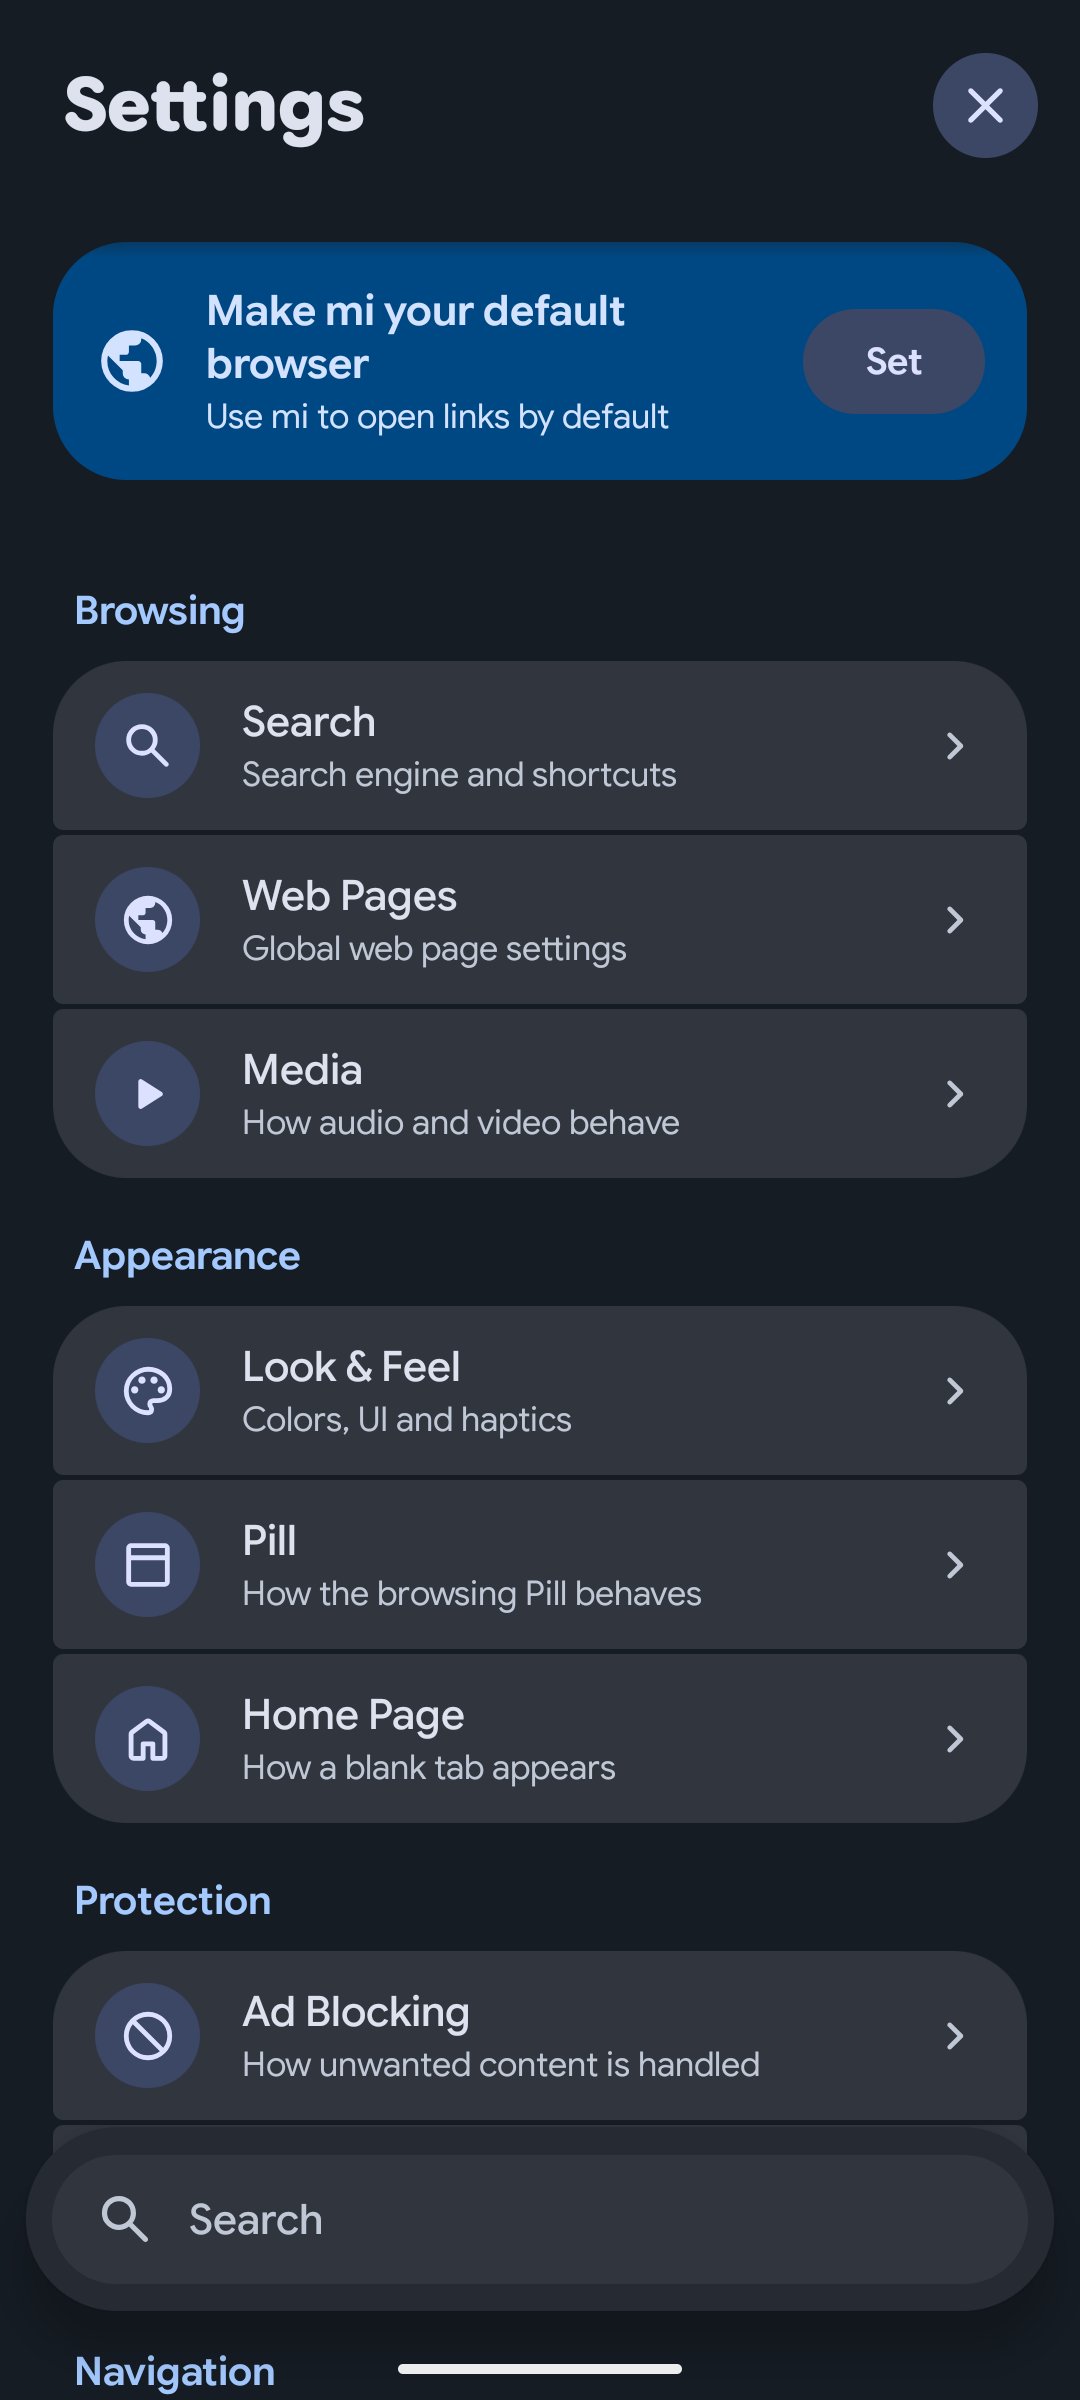 Settings
Make mi your default
browser
Use mi to open links by default
Set
Browsing
Search
Search engine and shortcuts
Web Pages
Global web page settings
Media
How audio and video behave
Appearance
Look & Feel
Colors, UI and haptics
Pill
How the browsing Pill behaves
Home Page
How a blank tab appears
Protection
Ad Blocking
How unwanted content is handled
Search
Navigation